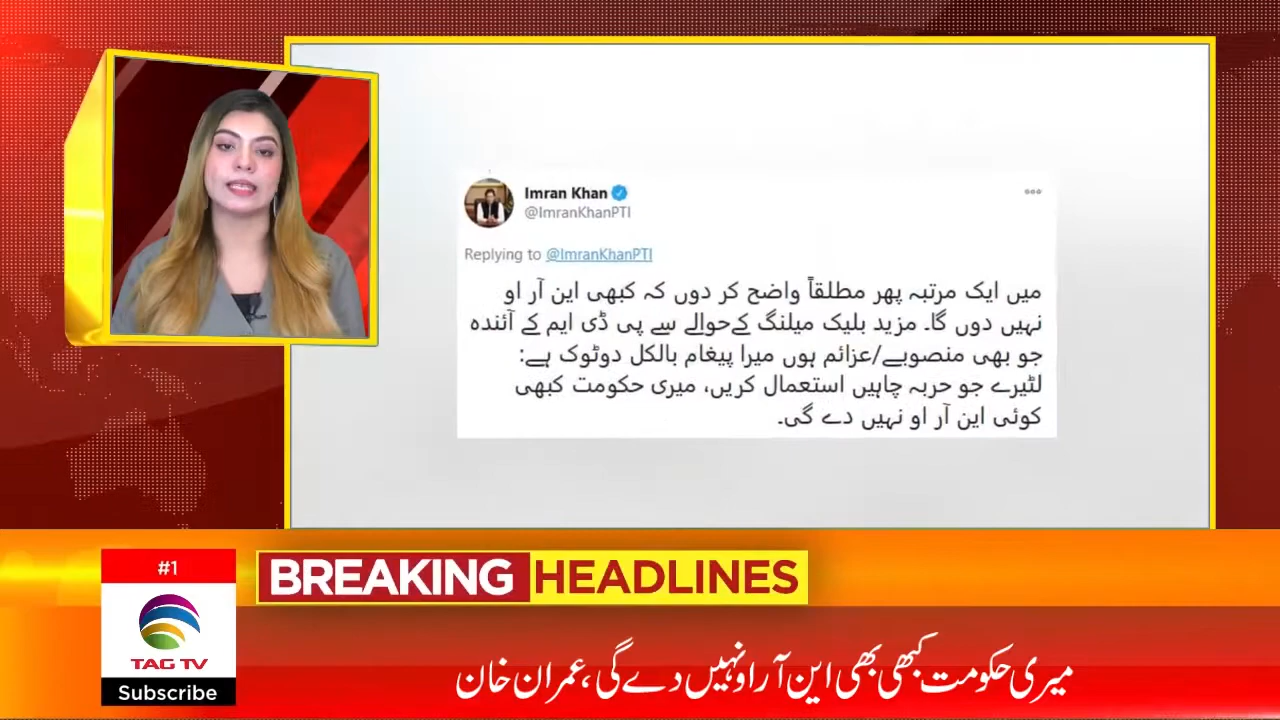 Imran Khan
@ImranKhanPTI
Replying to @ImranKhanPTI
میں ایک مرتبہ پھر مطلقاً واضح کر دوں کہ کبھی این آر او
نہیں دوں گا۔ مزید بلیک میلنگ کےحوالے سے پی ڈی ایم کے آئندہ
جو بھی منصوبے/عزائم ہوں میرا پیغام بالکل دوٹوک ہے:
لٹیرے جو حربہ چاہیں استعمال کریں، میری حکومت کبھی
کوئی این آر او نہیں دے گی۔
#1
TAG TV
Subscribe
BREAKING HEADLINES
میری حکومت کبھی بھی این آر او نہیں دے گی، عمران خان